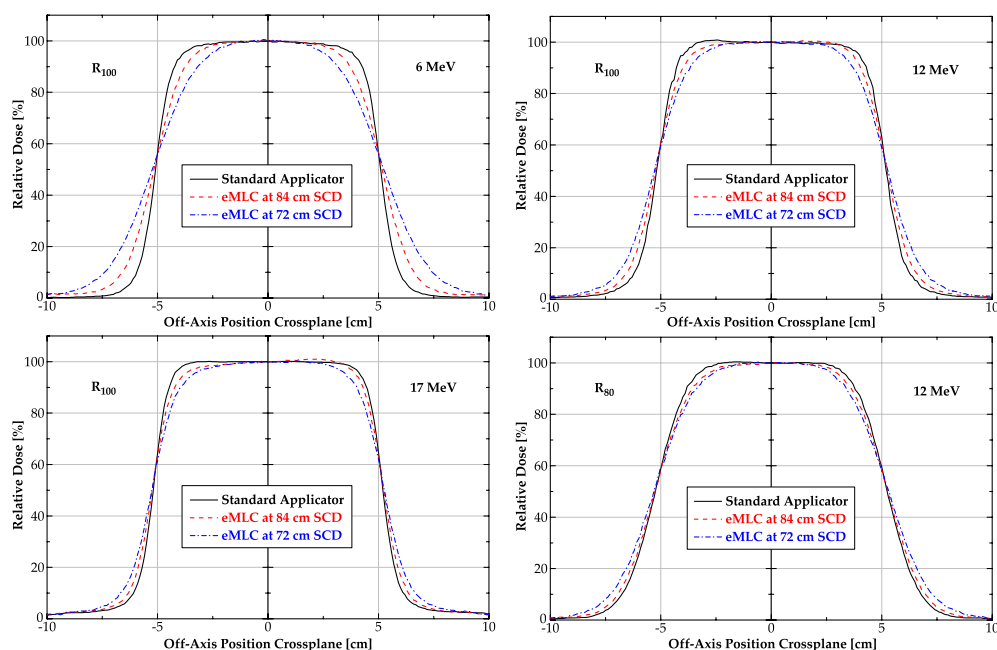 100
80
60
40
20
0
Relative Dose [%]
R100
6 MeV
Standard Applicator
eMLC at 84 cm SCD
eMLC at 72 cm SCD
-10 -5 0 5 10
Off-Axis Position Crossplane [cm]
100
80
60
40
20
0
Relative Dose [%]
R100
12 MeV
Standard Applicator
eMLC at 84 cm SCD
eMLC at 72 cm SCD
-10 -5 0 5 10
Off-Axis Position Crossplane [cm]
100
80
60
40
20
0
Relative Dose [%]
R100
17 MeV
Standard Applicator
eMLC at 84 cm SCD
eMLC at 72 cm SCD
-10 -5 0 5 10
Off-Axis Position Crossplane [cm]
100
80
60
40
20
0
Relative Dose [%]
R80
12 MeV
Standard Applicator
eMLC at 84 cm SCD
eMLC at 72 cm SCD
-10 -5 0 5 10
Off-Axis Position Crossplane [cm]